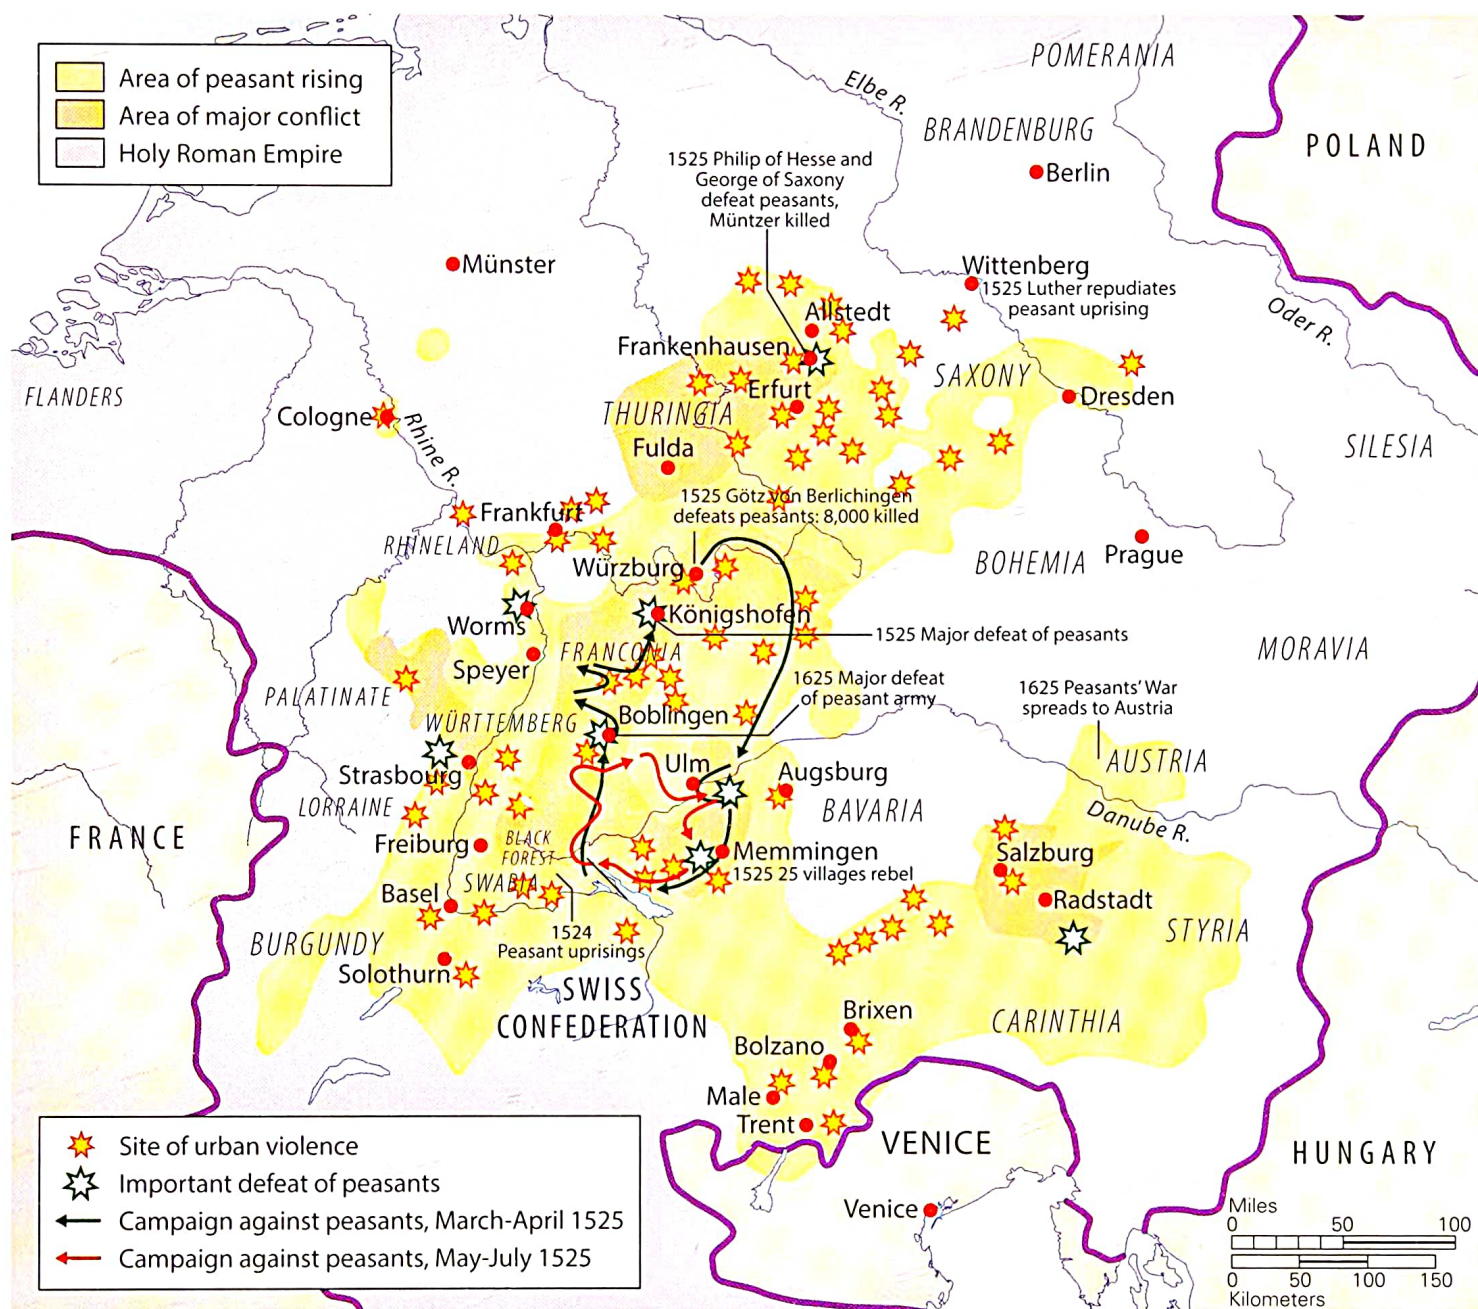 Area of peasant rising
Area of major conflict
Holy Roman Empire
POMERANIA
Elbe R.
BRANDENBURG
POLAND
Berlin
1525 Philip of Hesse and
George of Saxony
defeat peasants,
Müntzer killed
Münster
Wittenberg
1525 Luther repudiates
peasant uprising
Oder R.
Allstedt
Frankenhausen
SAXONY
FLANDERS
Erfurt
Dresden
Cologne
Rhine R.
THURINGIA
Fulda
SILESIA
1525 Götz von Berlichingen
defeats peasants: 8,000 killed
Frankfurt
RHINELAND
BOHEMIA
Prague
Würzburg
Königshofen
Worms
1525 Major defeat of peasants
FRANCONIA
MORAVIA
Speyer
PALATINATE
1625 Major defeat
of peasant army
1625 Peasants' War
spreads to Austria
WÜRTTEMBERG
Boblingen
Strasbourg
Ulm
Augsburg
AUSTRIA
LORRAINE
BAVARIA
Danube R.
FRANCE
Freiburg
BLACK
FOREST
Memmingen
1525 25 villages rebel
Salzburg
SWABIA
Basel
Radstadt
BURGUNDY
1524
Peasant uprisings
STYRIA
Solothurn
SWISS
CONFEDERATION
Brixen
CARINTHIA
Bolzano
Male
Trent
VENICE
HUNGARY
Venice
Site of urban violence
Important defeat of peasants
Campaign against peasants, March-April 1525
Campaign against peasants, May-July 1525
Miles
0 50 100
0 50 100 150
Kilometers